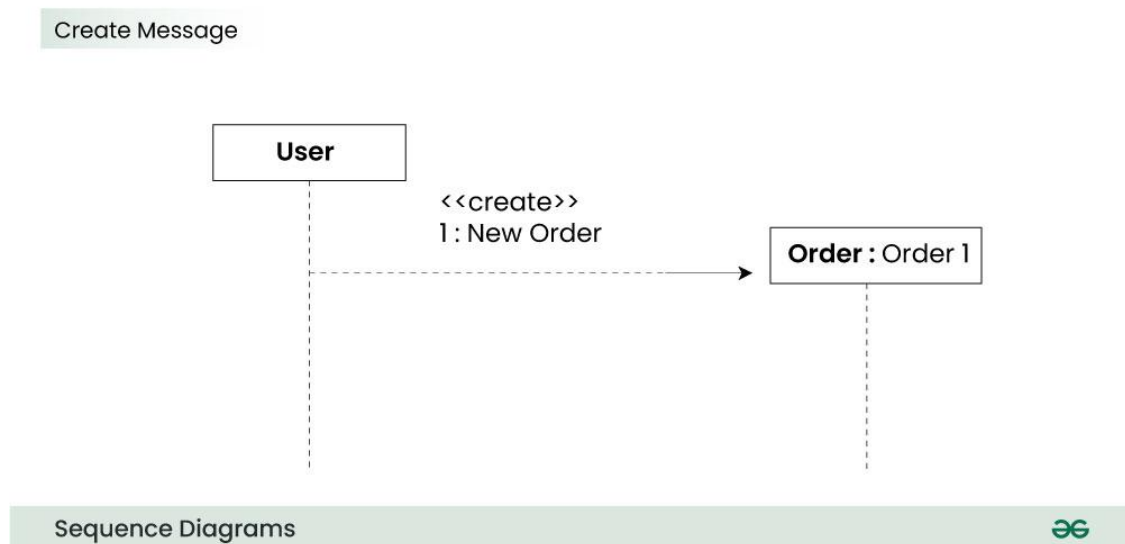 Create Message
User
<<create>>
1 : New Order
Order : Order 1
Sequence Diagrams